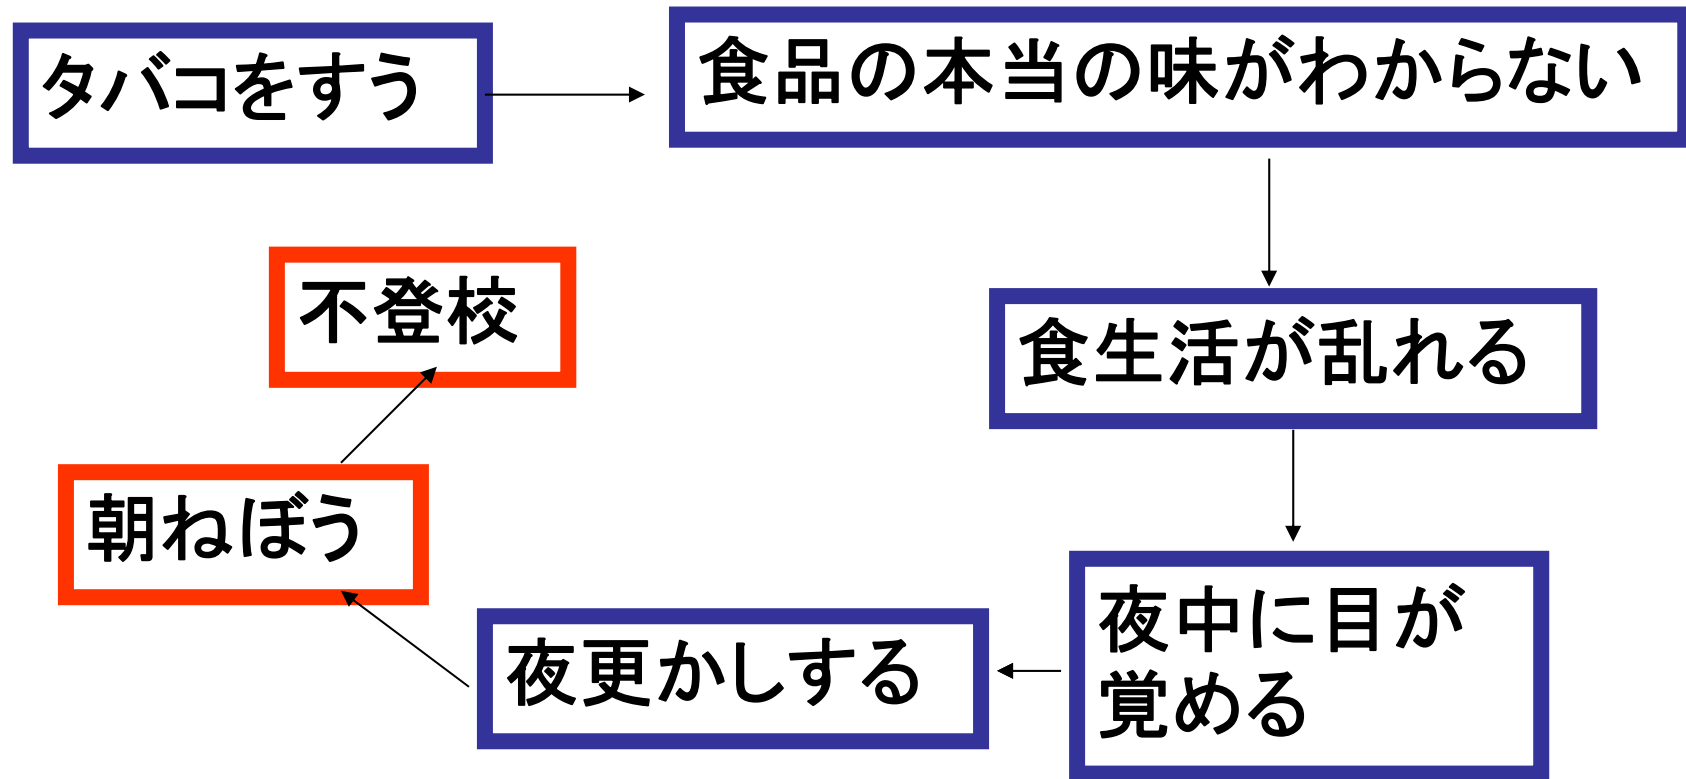 タバコをすう
食品の本当の味がわからない
食生活が乱れる
夜中に目が
覚める
夜更かしする
朝ねぼう
不登校